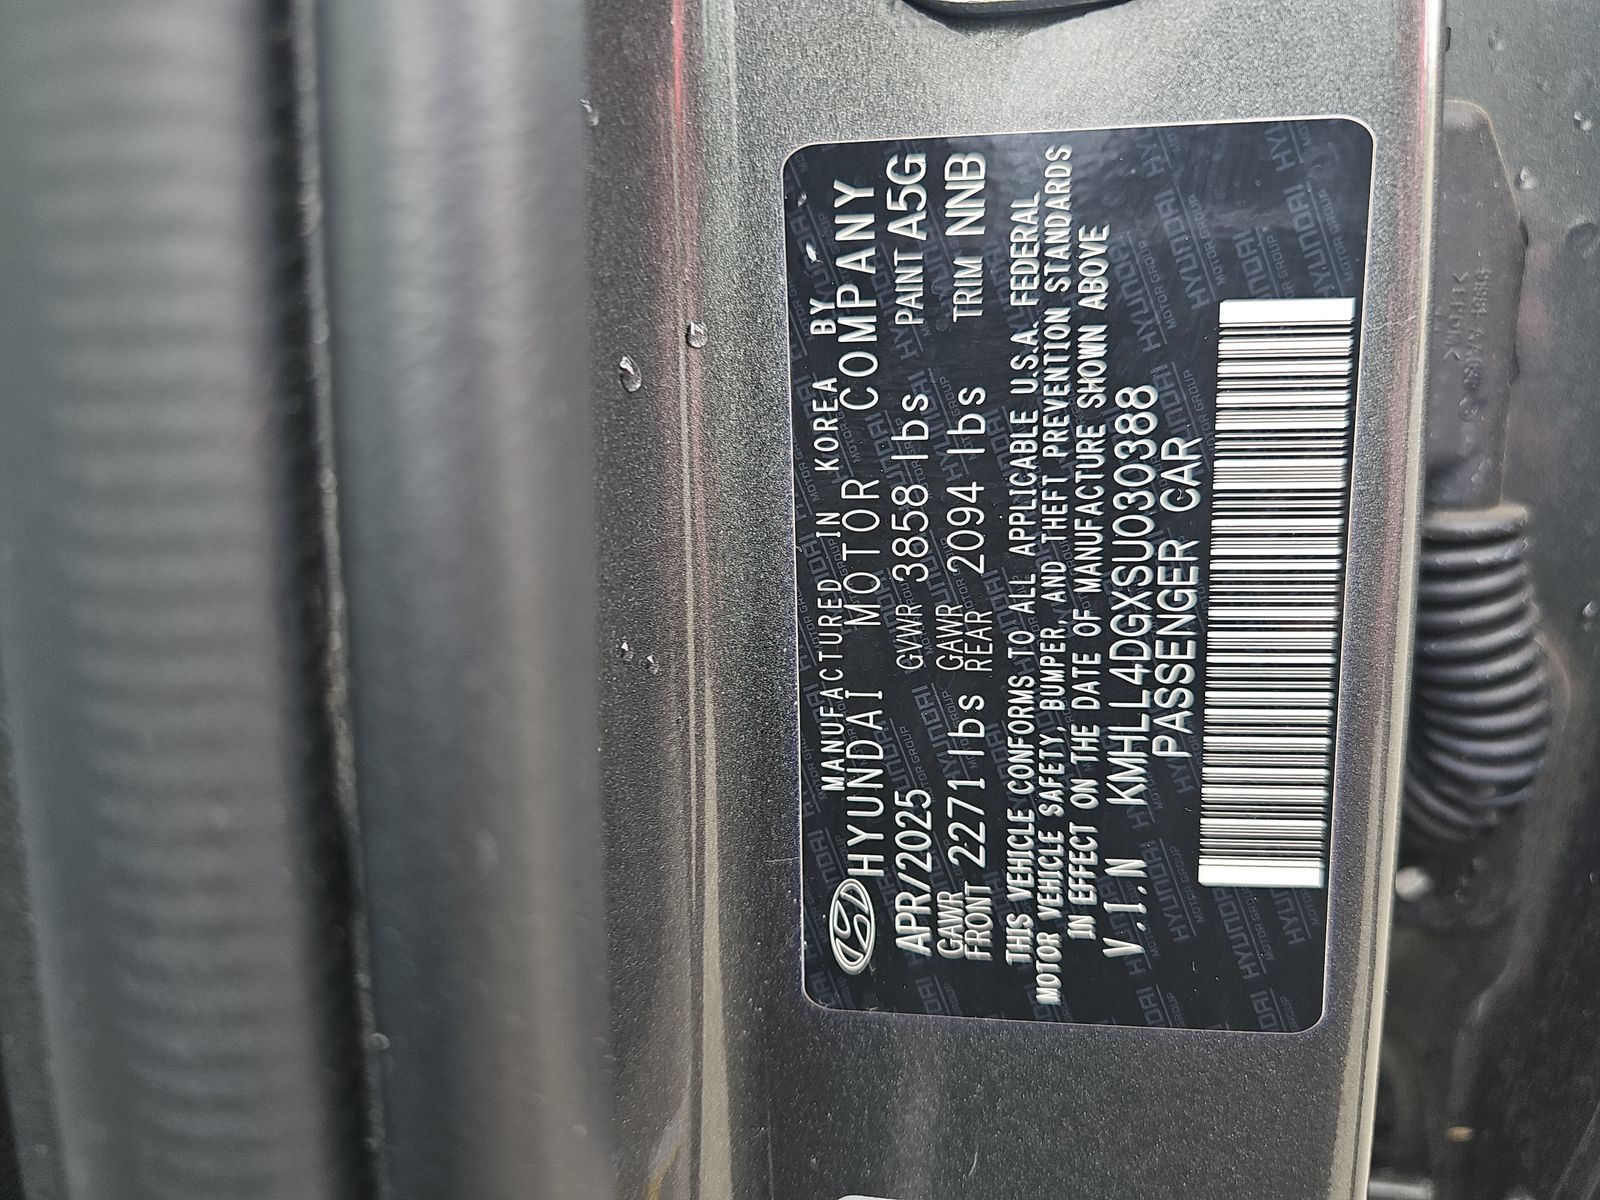 MANUFACTURED IN KOREA BY
HYUNDAI MOTOR COMPANY
APR/2025 GVWR 3858 lbs PAINT A5G
GAWR FRONT 2271 lbs GAWR REAR 2094 lbs TRIM NNB
THIS VEHICLE CONFORMS TO ALL APPLICABLE U.S.A. FEDERAL
MOTOR VEHICLE SAFETY, BUMPER, AND THEFT PREVENTION STANDARDS
IN EFFECT ON THE DATE OF MANUFACTURE SHOWN ABOVE
V.I.N KMHLL4DGXSU030388
PASSENGER CAR